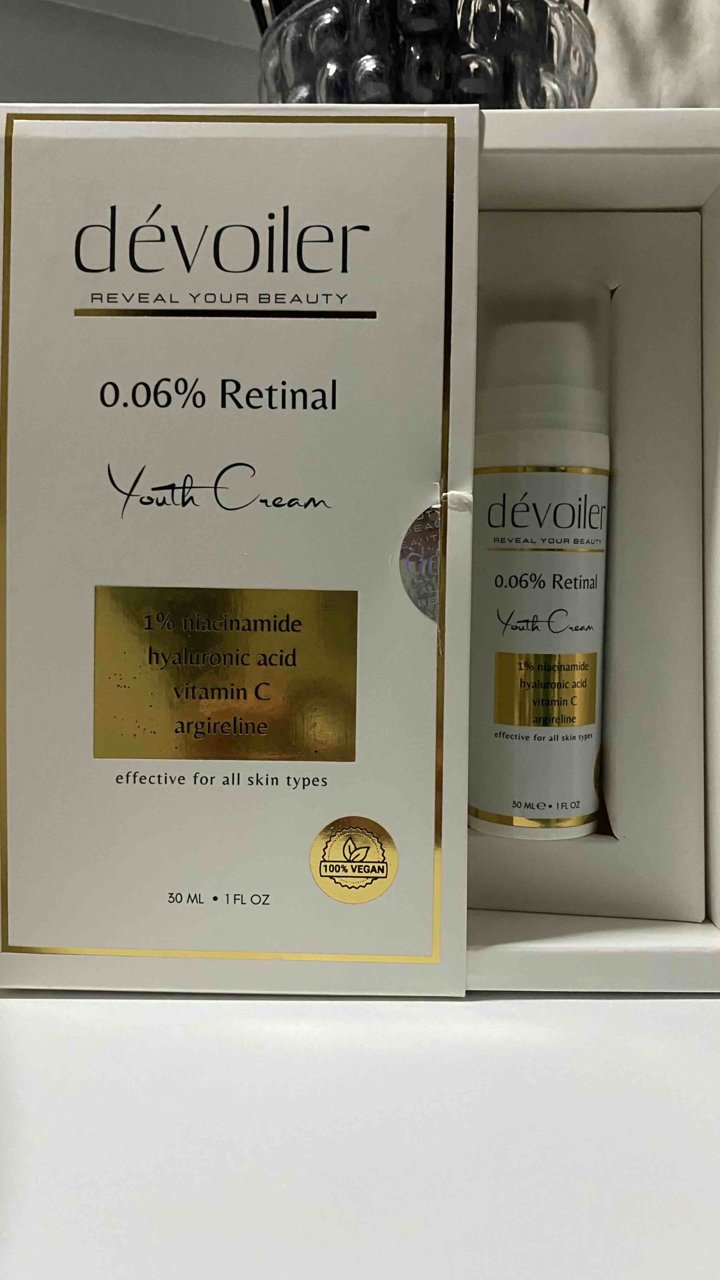 dévoiler
REVEAL YOUR BEAUTY
0.06% Retinal
Youth Cream
1% niacinamide
hyaluronic acid
vitamin C
argireline
effective for all skin types
100% VEGAN
30 ML • 1 FL OZ
dévoiler
REVEAL YOUR BEAUTY
0.06% Retinal
Youth Cream
1% niacinamide
hyaluronic acid
vitamin C
argireline
effective for all skin types
30 ML ℮ • 1 FL OZ